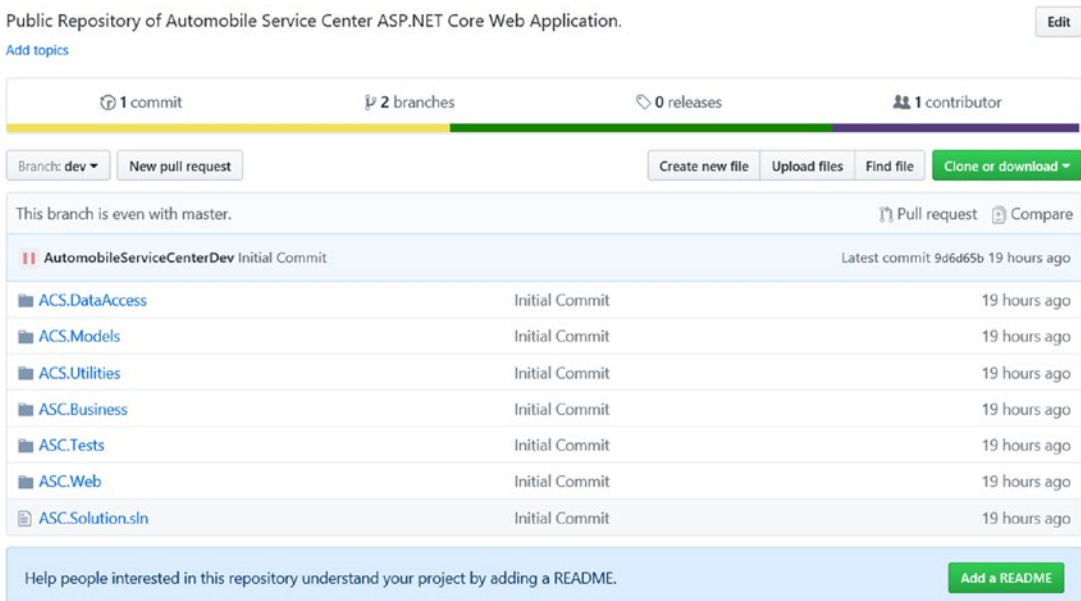 Public Repository of Automobile Service Center ASP.NET Core Web Application.
Edit
Add topics
1 commit 2 branches 0 releases 1 contributor
Branch: dev New pull request Create new file Upload files Find file Clone or download
This branch is even with master. Pull request Compare
AutomobileServiceCenterDev Initial Commit Latest commit 9d6d65b 19 hours ago
ACS.DataAccess Initial Commit 19 hours ago
ACS.Models Initial Commit 19 hours ago
ACS.Utilities Initial Commit 19 hours ago
ASC.Business Initial Commit 19 hours ago
ASC.Tests Initial Commit 19 hours ago
ASC.Web Initial Commit 19 hours ago
ASC.Solution.sln Initial Commit 19 hours ago
Help people interested in this repository understand your project by adding a README. Add a README